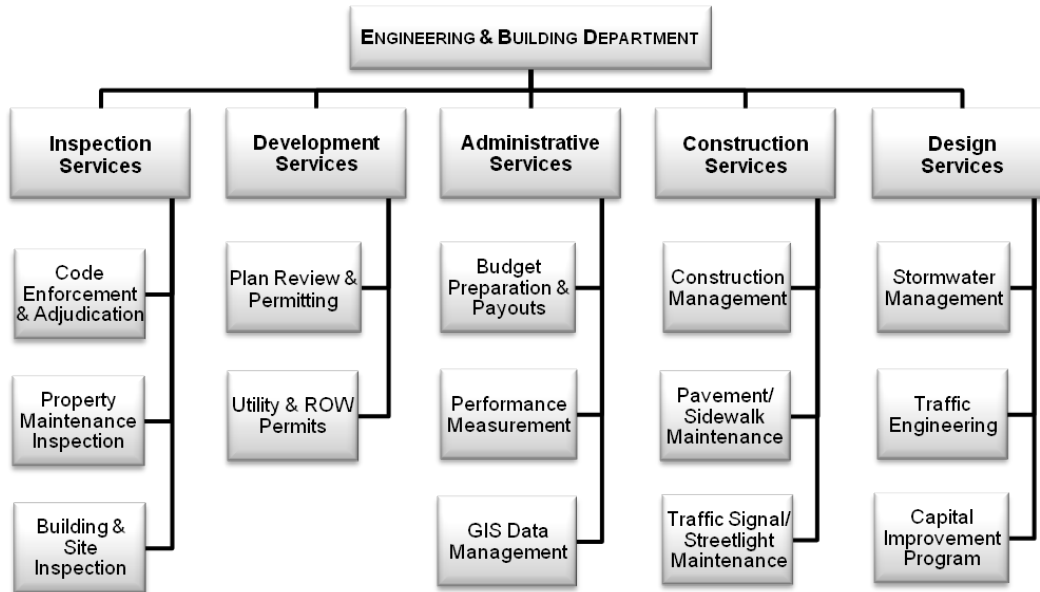 ENGINEERING & BUILDING DEPARTMENT
Inspection
Services
Development
Services
Administrative
Services
Construction
Services
Design
Services
Code
Enforcement
& Adjudication
Plan Review &
Permitting
Budget
Preparation &
Payouts
Construction
Management
Stormwater
Management
Property
Maintenance
Inspection
Utility & ROW
Permits
Performance
Measurement
Pavement/
Sidewalk
Maintenance
Traffic
Engineering
Building &
Site
Inspection
GIS Data
Management
Traffic Signal/
Streetlight
Maintenance
Capital
Improvement
Program